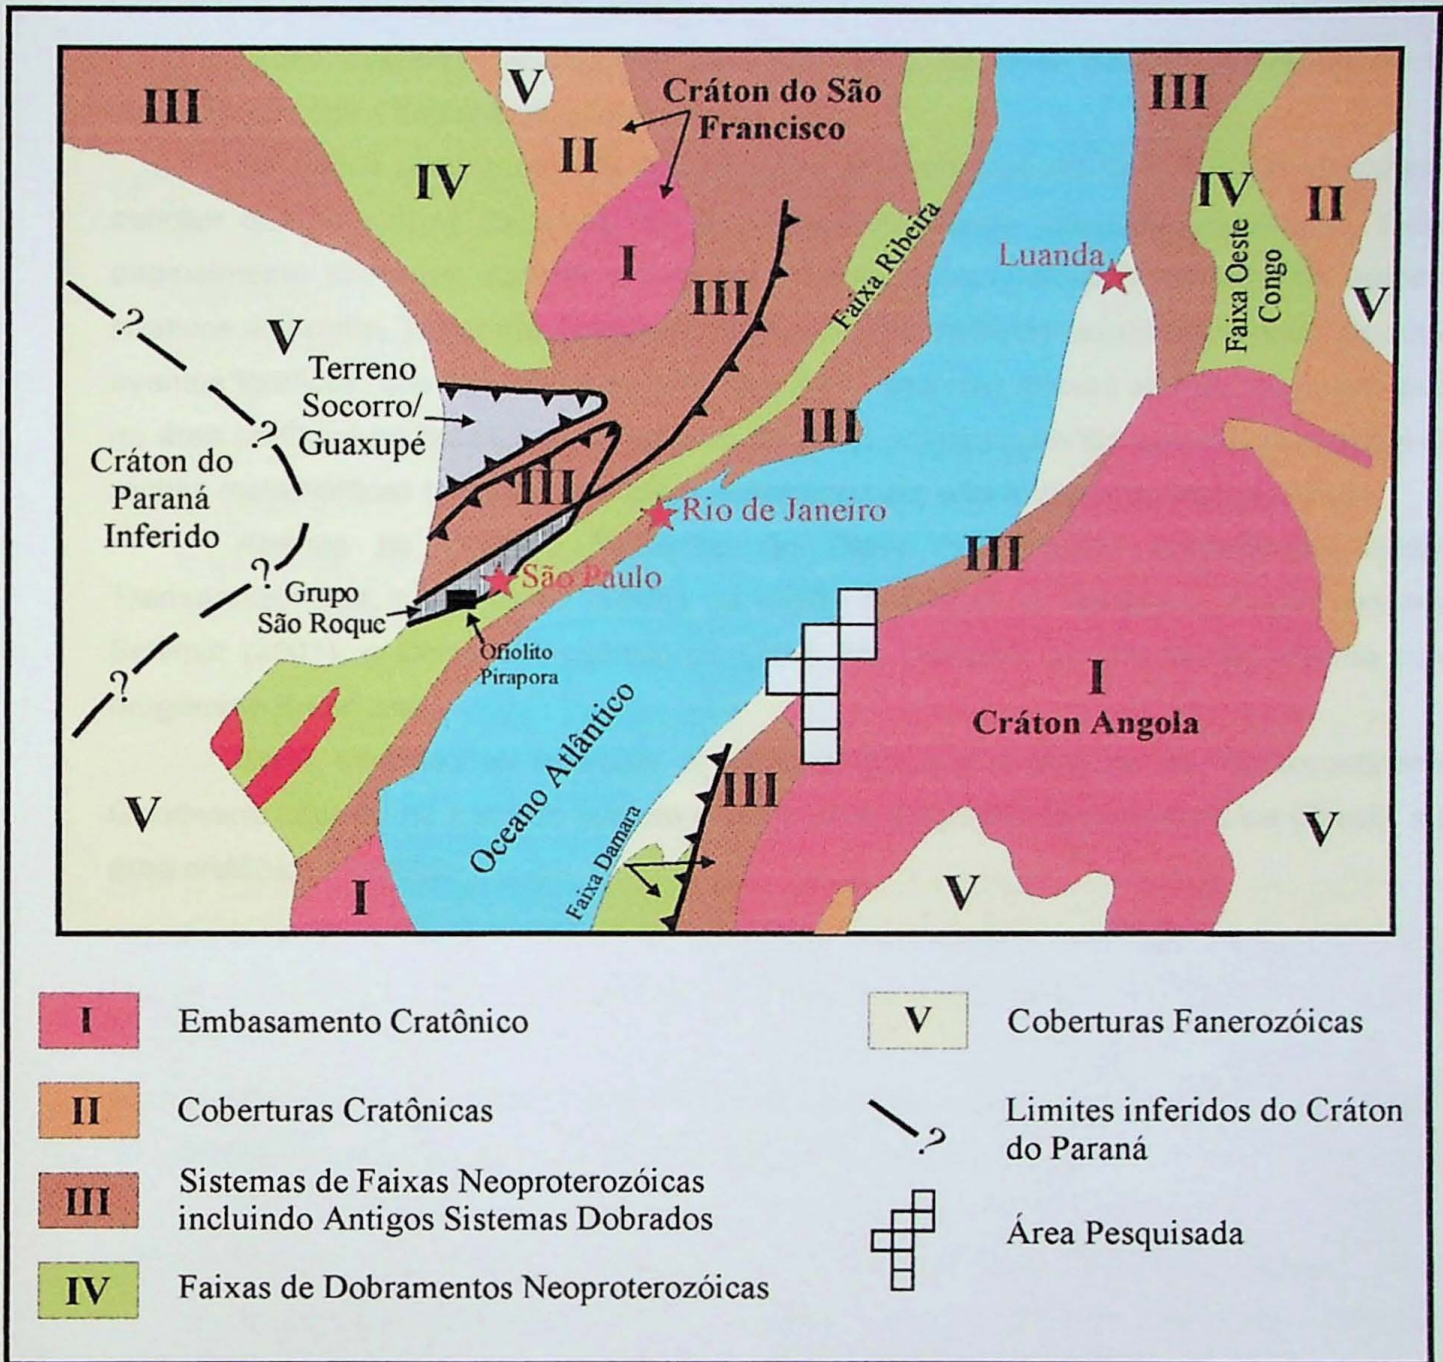 III
V
Cráton do São
Francisco
III
IV
II
IV
II
I
III
Faixa Ribeira
Luanda
Faixa Oeste
Congo
V
?
V
Terreno
Socorro/
Guaxupé
?
III
Cráton do
Paraná
Inferido
III
Rio de Janeiro
III
?
São Paulo
Grupo
São Roque
Ofiolito
Pirapora
?
I
Cráton Angola
Oceano Atlântico
III
V
V
Faixa Damara
I
V
I Embasamento Cratônico
II Coberturas Cratônicas
III Sistemas de Faixas Neoproterozóicas
incluindo Antigos Sistemas Dobrados
IV Faixas de Dobramentos Neoproterozóicas
V Coberturas Fanerozóicas
? Limites inferidos do Cráton
do Paraná
Área Pesquisada